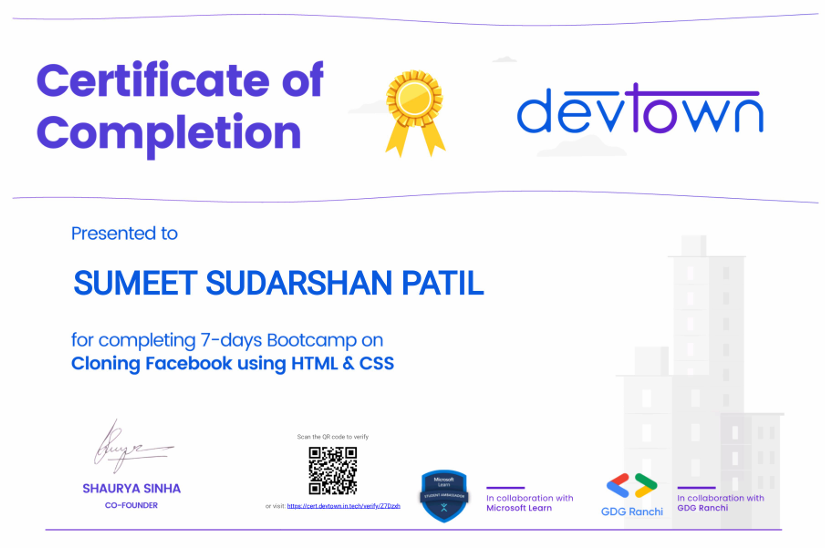 Certificate of
Completion
devtown
Presented to
SUMEET SUDARSHAN PATIL
for completing 7-days Bootcamp on
Cloning Facebook using HTML & CSS
SHAURYA SINHA
CO-FOUNDER
Scan the QR code to verify
or visit: https://cert.devtown.in.tech/verify/Z7Dzxh
Microsoft
Learn
STUDENT AMBASSADOR
In collaboration with
Microsoft Learn
GDG Ranchi
In collaboration with
GDG Ranchi